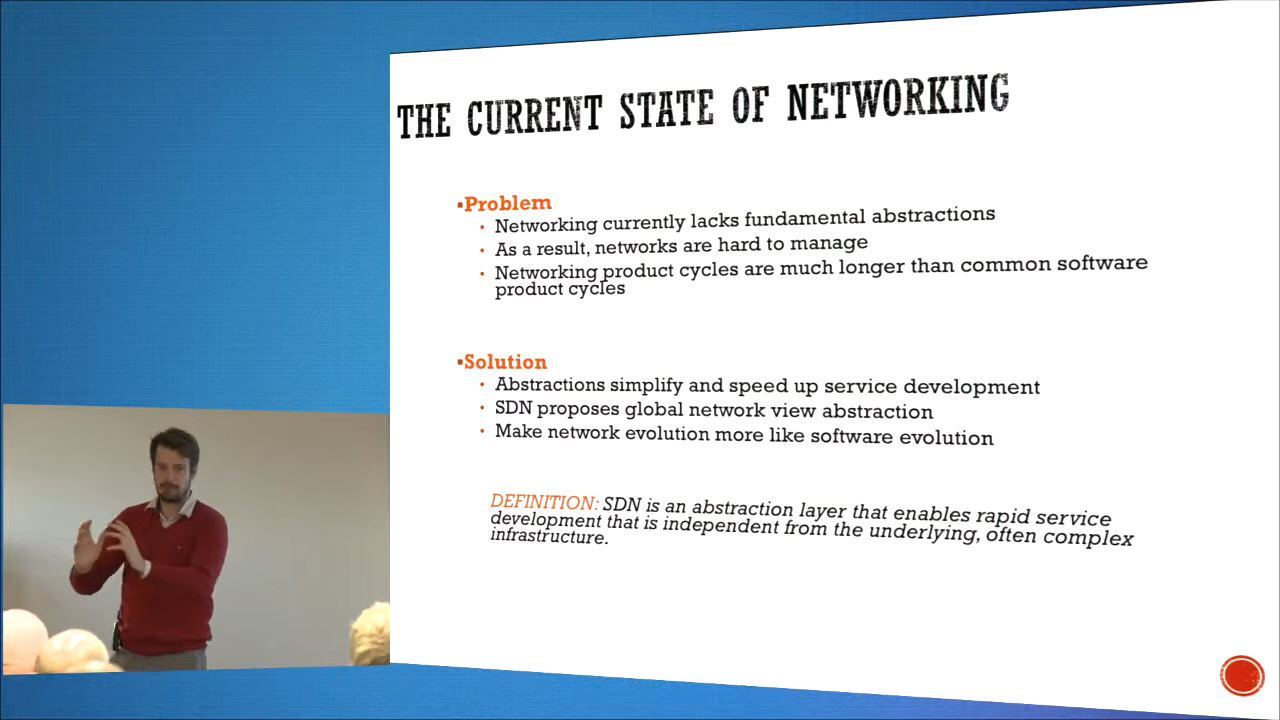 THE CURRENT STATE OF NETWORKING
▪Problem
• Networking currently lacks fundamental abstractions
• As a result, networks are hard to manage
• Networking product cycles are much longer than common software
product cycles
▪Solution
• Abstractions simplify and speed up service development
• SDN proposes global network view abstraction
• Make network evolution more like software evolution
DEFINITION: SDN is an abstraction layer that enables rapid service
development that is independent from the underlying, often complex
infrastructure.